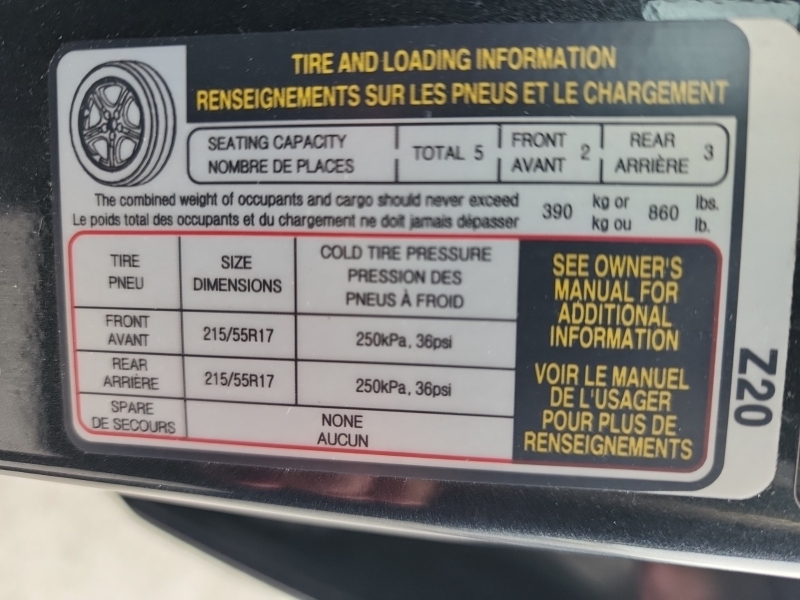 TIRE AND LOADING INFORMATION
RENSEIGNEMENTS SUR LES PNEUS ET LE CHARGEMENT
SEATING CAPACITY
NOMBRE DE PLACES
TOTAL 5
FRONT
AVANT
2
REAR
ARRIÈRE
3
The combined weight of occupants and cargo should never exceed
Le poids total des occupants et du chargement ne doit jamais dépasser
390
kg or
kg ou
860
lbs.
lb.
TIRE
PNEU
SIZE
DIMENSIONS
COLD TIRE PRESSURE
PRESSION DES
PNEUS À FROID
FRONT
AVANT
215/55R17
250kPa, 36psi
REAR
ARRIÈRE
215/55R17
250kPa, 36psi
SPARE
DE SECOURS
NONE
AUCUN
SEE OWNER'S
MANUAL FOR
ADDITIONAL
INFORMATION
VOIR LE MANUEL
DE L'USAGER
POUR PLUS DE
RENSEIGNEMENTS
Z20